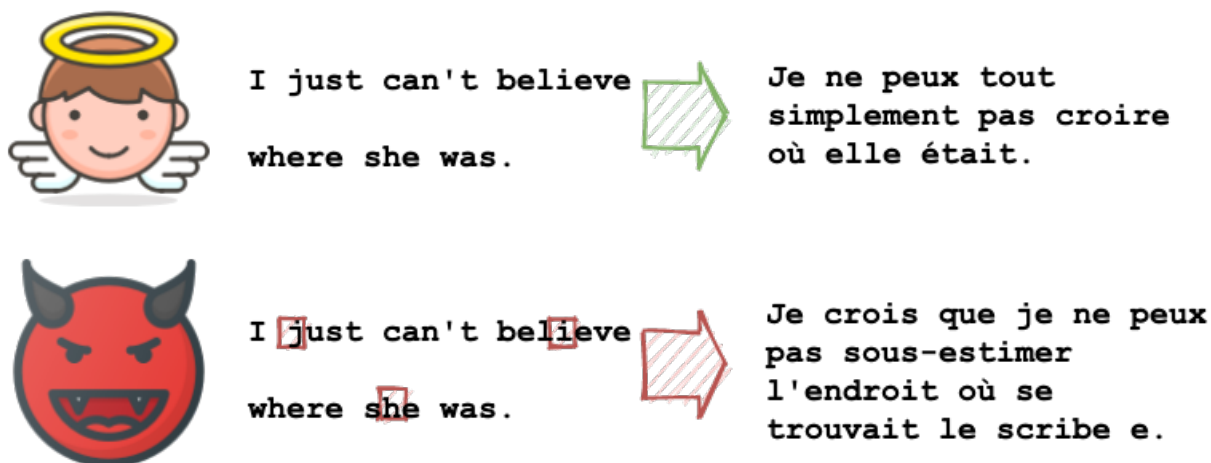 I just can't believe
where she was.
Je ne peux tout
simplement pas croire
où elle était.
I just can't believe
where she was.
Je crois que je ne peux
pas sous-estimer
l'endroit où se
trouvait le scribe e.